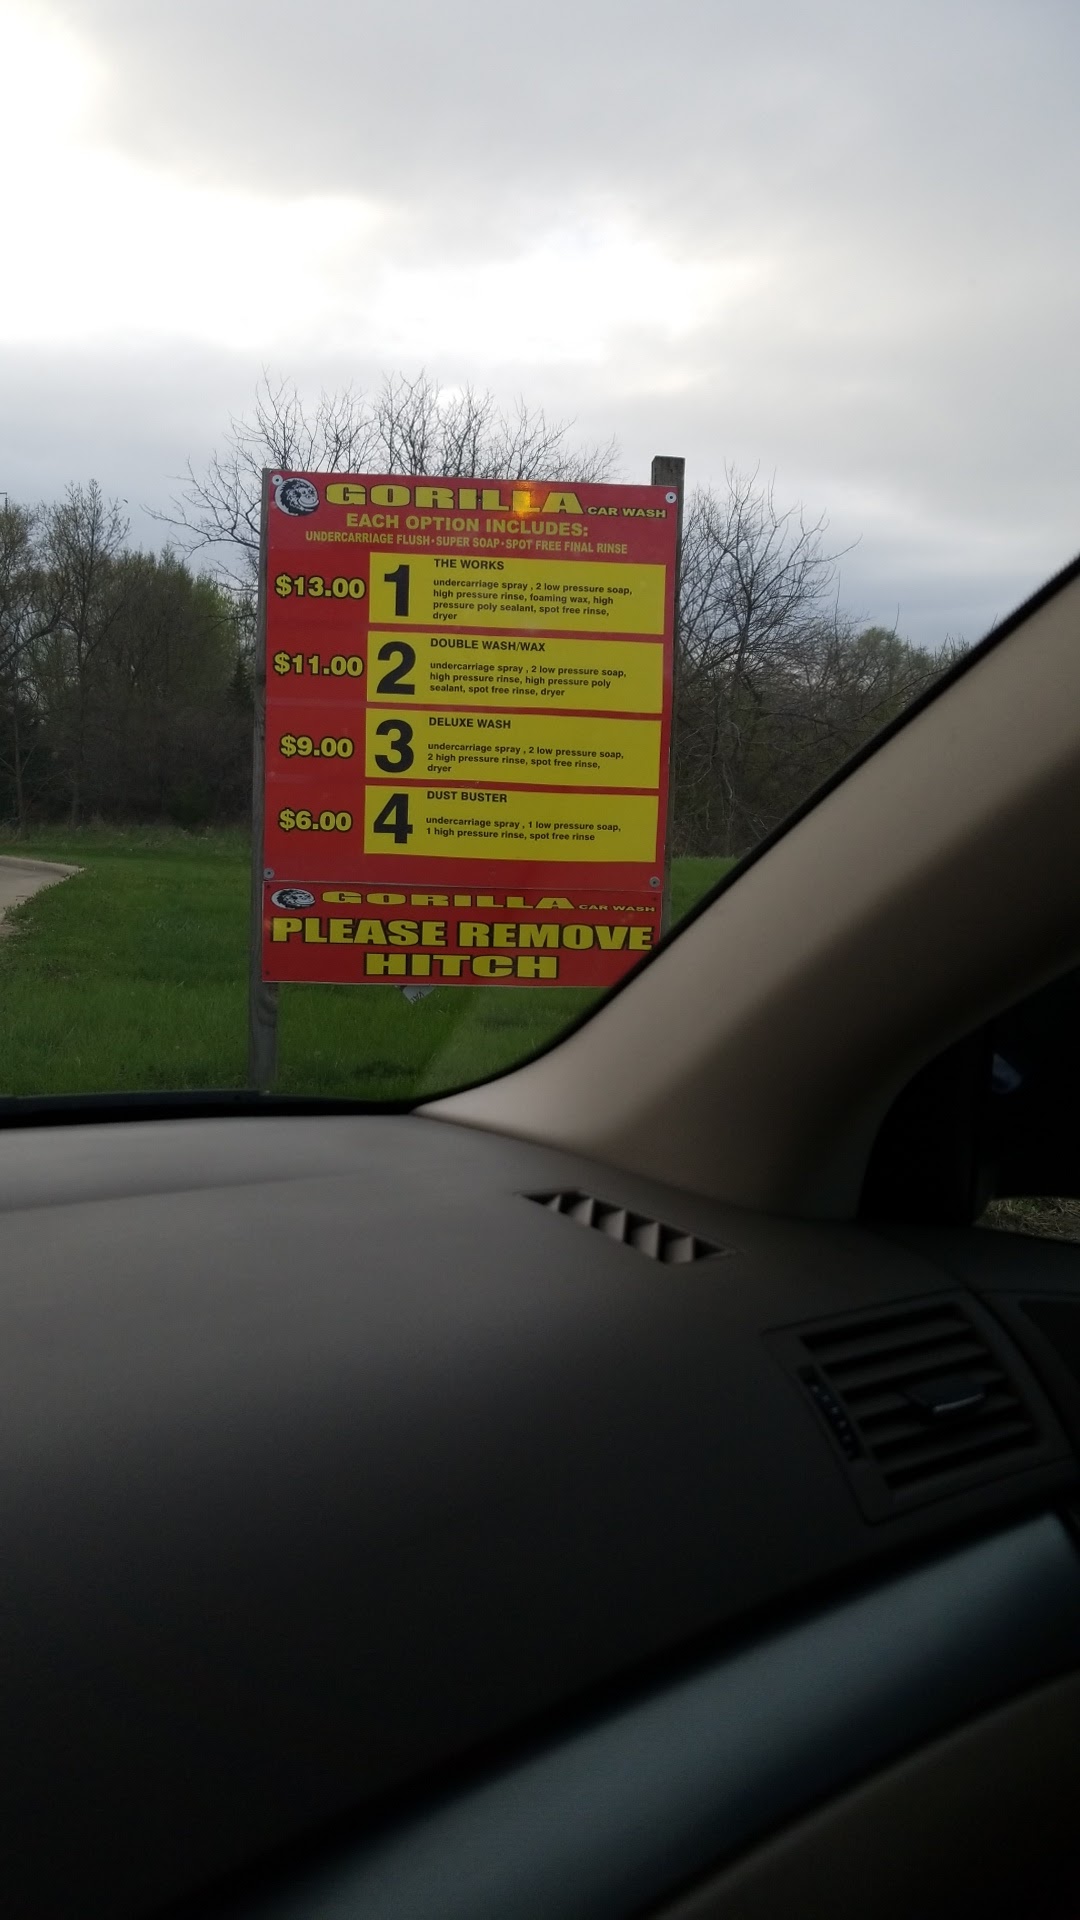 GORILLA CAR WASH
EACH OPTION INCLUDES:
UNDERCARRIAGE FLUSH•SUPER SOAP•SPOT FREE FINAL RINSE
$13.00 1 THE WORKS
undercarriage spray , 2 low pressure soap,
high pressure rinse, foaming wax, high
pressure poly sealant, spot free rinse,
dryer
$11.00 2 DOUBLE WASH/WAX
undercarriage spray , 2 low pressure soap,
high pressure rinse, high pressure poly
sealant, spot free rinse, dryer
$9.00 3 DELUXE WASH
undercarriage spray , 2 low pressure soap,
2 high pressure rinse, spot free rinse,
dryer
$6.00 4 DUST BUSTER
undercarriage spray , 1 low pressure soap,
1 high pressure rinse, spot free rinse
GORILLA CAR WASH
PLEASE REMOVE
HITCH